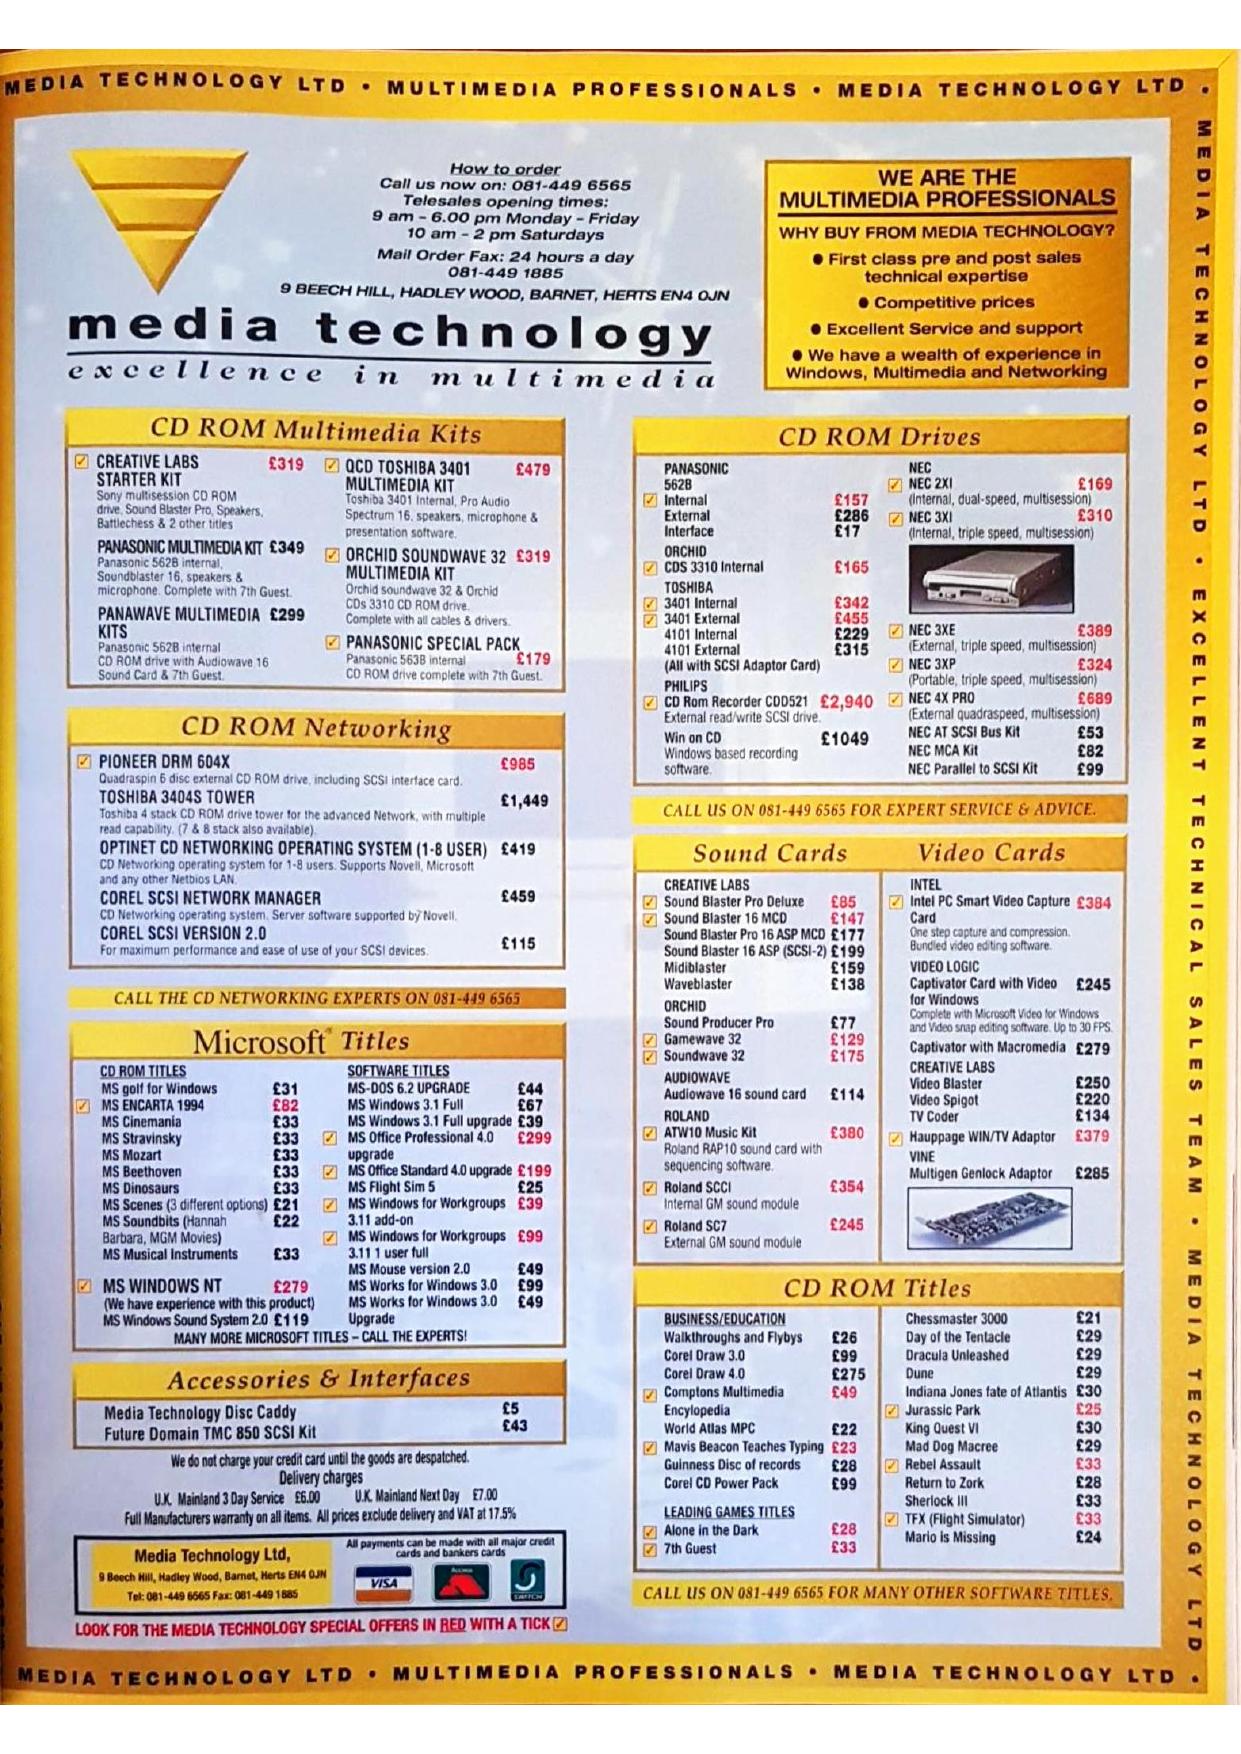 MEDIA TECHNOLOGY LTD • MULTIMEDIA PROFESSIONALS • MEDIA TECHNOLOGY LTD •
How to order
Call us now on: 081-449 6565
Telesales opening times:
9 am - 6.00 pm Monday - Friday
10 am - 2 pm Saturdays
Mail Order Fax: 24 hours a day
081-449 1885
9 BEECH HILL, HADLEY WOOD, BARNET, HERTS EN4 OJN
media technology
excellence in multimedia
WE ARE THE
MULTIMEDIA PROFESSIONALS
WHY BUY FROM MEDIA TECHNOLOGY?
● First class pre and post sales
technical expertise
● Competitive prices
● Excellent Service and support
● We have a wealth of experience in
Windows, Multimedia and Networking
CD ROM Multimedia Kits
CREATIVE LABS £319
STARTER KIT
Sony multisession CD ROM
drive, Sound Blaster Pro, Speakers,
Battlechess & 2 other titles
PANASONIC MULTIMEDIA KIT £349
Panasonic 562B internal,
Soundblaster 16, speakers &
microphone. Complete with 7th Guest.
PANAWAVE MULTIMEDIA £299
KITS
Panasonic 562B internal
CD ROM drive with Audiowave 16
Sound Card & 7th Guest.
QCD TOSHIBA 3401 £479
MULTIMEDIA KIT
Toshiba 3401 Internal, Pro Audio
Spectrum 16, speakers, microphone &
presentation software.
ORCHID SOUNDWAVE 32 £319
MULTIMEDIA KIT
Orchid soundwave 32 & Orchid
CDs 3310 CD ROM drive.
Complete with all cables & drivers.
PANASONIC SPECIAL PACK
Panasonic 563B internal £179
CD ROM drive complete with 7th Guest.
CD ROM Networking
PIONEER DRM 604X £985
Quadraspin 6 disc external CD ROM drive, including SCSI interface card.
TOSHIBA 3404S TOWER £1,449
Toshiba 4 stack CD ROM drive tower for the advanced Network, with multiple
read capability. (7 & 8 stack also available).
OPTINET CD NETWORKING OPERATING SYSTEM (1-8 USER) £419
CD Networking operating system for 1-8 users. Supports Novell, Microsoft
and any other Netbios LAN.
COREL SCSI NETWORK MANAGER £459
CD Networking operating system. Server software supported by Novell.
COREL SCSI VERSION 2.0
For maximum performance and ease of use of your SCSI devices. £115
CALL THE CD NETWORKING EXPERTS ON 081-449 6565
Microsoft® Titles
CD ROM TITLES
MS golf for Windows £31
MS ENCARTA 1994 £82
MS Cinemania £33
MS Stravinsky £33
MS Mozart £33
MS Beethoven £33
MS Dinosaurs £33
MS Scenes (3 different options) £21
MS Soundbits (Hannah £22
Barbara, MGM Movies)
MS Musical Instruments £33
MS WINDOWS NT £279
(We have experience with this product)
MS Windows Sound System 2.0 £119
SOFTWARE TITLES
MS-DOS 6.2 UPGRADE £44
MS Windows 3.1 Full £67
MS Windows 3.1 Full upgrade £39
MS Office Professional 4.0 £299
upgrade
MS Office Standard 4.0 upgrade £199
MS Flight Sim 5 £25
MS Windows for Workgroups £39
3.11 add-on
MS Windows for Workgroups £99
3.11 1 user full
MS Mouse version 2.0 £49
MS Works for Windows 3.0 £99
MS Works for Windows 3.0 £49
Upgrade
MANY MORE MICROSOFT TITLES – CALL THE EXPERTS!
Accessories & Interfaces
Media Technology Disc Caddy £5
Future Domain TMC 850 SCSI Kit £43
We do not charge your credit card until the goods are despatched.
Delivery charges
U.K. Mainland 3 Day Service £6.00 U.K. Mainland Next Day £7.00
Full Manufacturers warranty on all items. All prices exclude delivery and VAT at 17.5%
Media Technology Ltd,
9 Beech Hill, Hadley Wood, Barnet, Herts EN4 OJN
Tel: 081-449 6565 Fax: 081-449 1885
All payments can be made with all major credit
cards and bankers cards
VISA
Access
SWITCH
LOOK FOR THE MEDIA TECHNOLOGY SPECIAL OFFERS IN RED WITH A TICK
CD ROM Drives
PANASONIC
562B
Internal £157
External £286
Interface £17
ORCHID
CDS 3310 Internal £165
TOSHIBA
3401 Internal £342
3401 External £455
4101 Internal £229
4101 External £315
(All with SCSI Adaptor Card)
PHILIPS
CD Rom Recorder CDD521 £2,940
External read/write SCSI drive.
Win on CD £1049
Windows based recording
software.
NEC
NEC 2XI £169
(Internal, dual-speed, multisession)
NEC 3XI £310
(Internal, triple speed, multisession)
NEC 3XE £389
(External, triple speed, multisession)
NEC 3XP £324
(Portable, triple speed, multisession)
NEC 4X PRO £689
(External quadraspeed, multisession)
NEC AT SCSI Bus Kit £53
NEC MCA Kit £82
NEC Parallel to SCSI Kit £99
CALL US ON 081-449 6565 FOR EXPERT SERVICE & ADVICE.
Sound Cards
CREATIVE LABS
Sound Blaster Pro Deluxe £85
Sound Blaster 16 MCD £147
Sound Blaster Pro 16 ASP MCD £177
Sound Blaster 16 ASP (SCSI-2) £199
Midiblaster £159
Waveblaster £138
ORCHID
Sound Producer Pro £77
Gamewave 32 £129
Soundwave 32 £175
AUDIOWAVE
Audiowave 16 sound card £114
ROLAND
ATW10 Music Kit £380
Roland RAP10 sound card with
sequencing software.
Roland SCCI £354
Internal GM sound module
Roland SC7 £245
External GM sound module
Video Cards
INTEL
Intel PC Smart Video Capture £384
Card
One step capture and compression.
Bundled video editing software.
VIDEO LOGIC
Captivator Card with Video £245
for Windows
Complete with Microsoft Video for Windows
and Video snap editing software. Up to 30 FPS.
Captivator with Macromedia £279
CREATIVE LABS
Video Blaster £250
Video Spigot £220
TV Coder £134
Hauppage WIN/TV Adaptor £379
VINE
Multigen Genlock Adaptor £285
CD ROM Titles
BUSINESS/EDUCATION
Walkthroughs and Flybys £26
Corel Draw 3.0 £99
Corel Draw 4.0 £275
Comptons Multimedia £49
Encylopedia
World Atlas MPC £22
Mavis Beacon Teaches Typing £23
Guinness Disc of records £28
Corel CD Power Pack £99
LEADING GAMES TITLES
Alone in the Dark £28
7th Guest £33
Chessmaster 3000 £21
Day of the Tentacle £29
Dracula Unleashed £29
Dune £29
Indiana Jones fate of Atlantis £30
Jurassic Park £25
King Quest VI £30
Mad Dog Macree £29
Rebel Assault £33
Return to Zork £28
Sherlock III £33
TFX (Flight Simulator) £33
Mario is Missing £24
CALL US ON 081-449 6565 FOR MANY OTHER SOFTWARE TITLES.
MEDIA TECHNOLOGY LTD • EXCELLENT TECHNICAL SALES TEAM • MEDIA TECHNOLOGY LTD
MEDIA TECHNOLOGY LTD • MULTIMEDIA PROFESSIONALS • MEDIA TECHNOLOGY LTD •